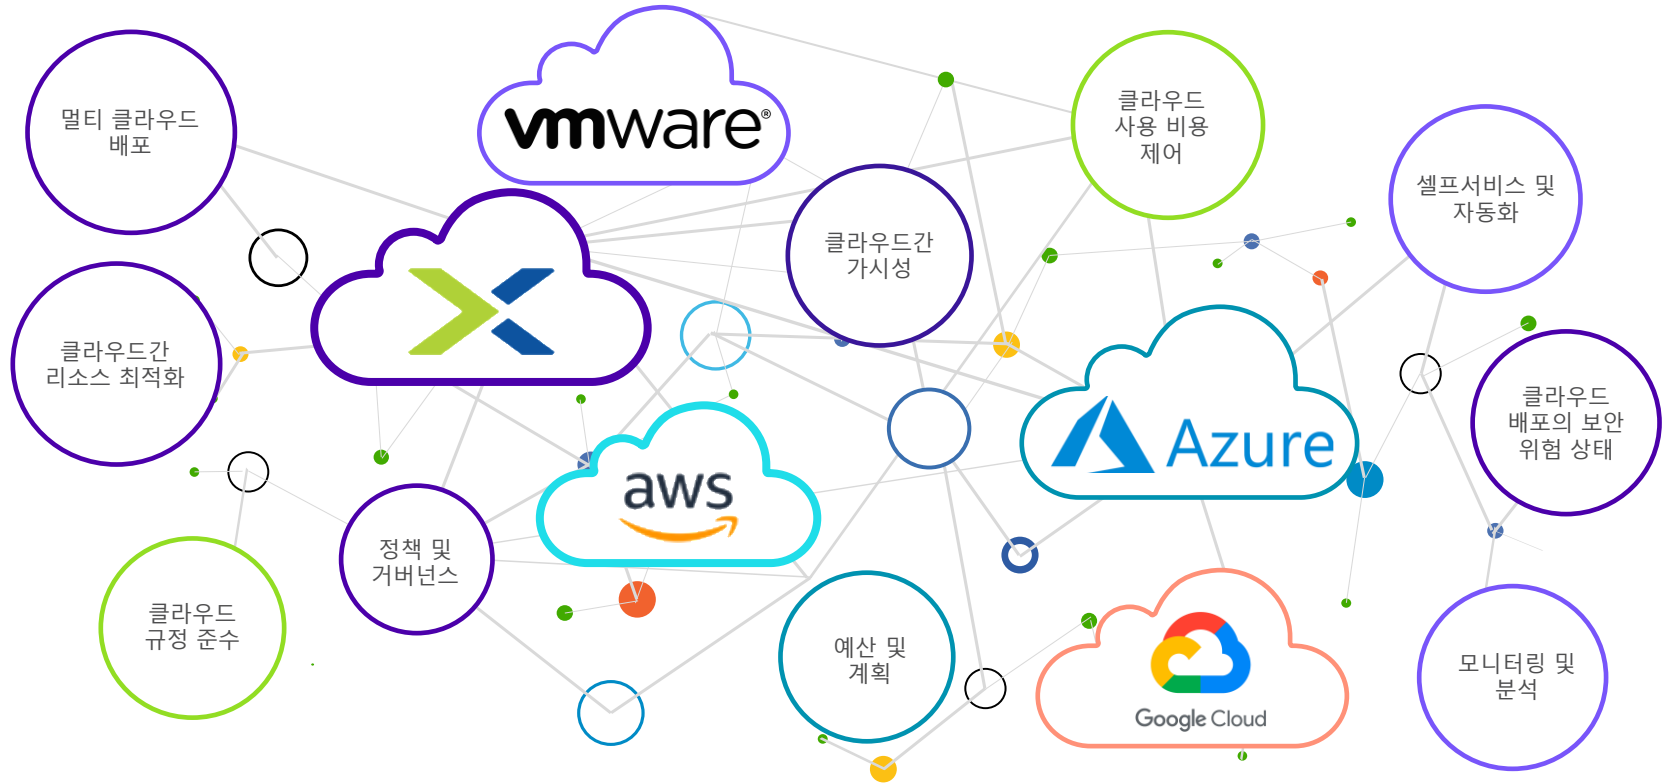 멀티 클라우드
배포
vmware®
클라우드
사용 비용
제어
셀프서비스 및
자동화
클라우드간
가시성
클라우드간
리소스 최적화
Azure
클라우드
배포의 보안
위험 상태
aws
정책 및
거버넌스
클라우드
규정 준수
예산 및
계획
Google Cloud
모니터링 및
분석